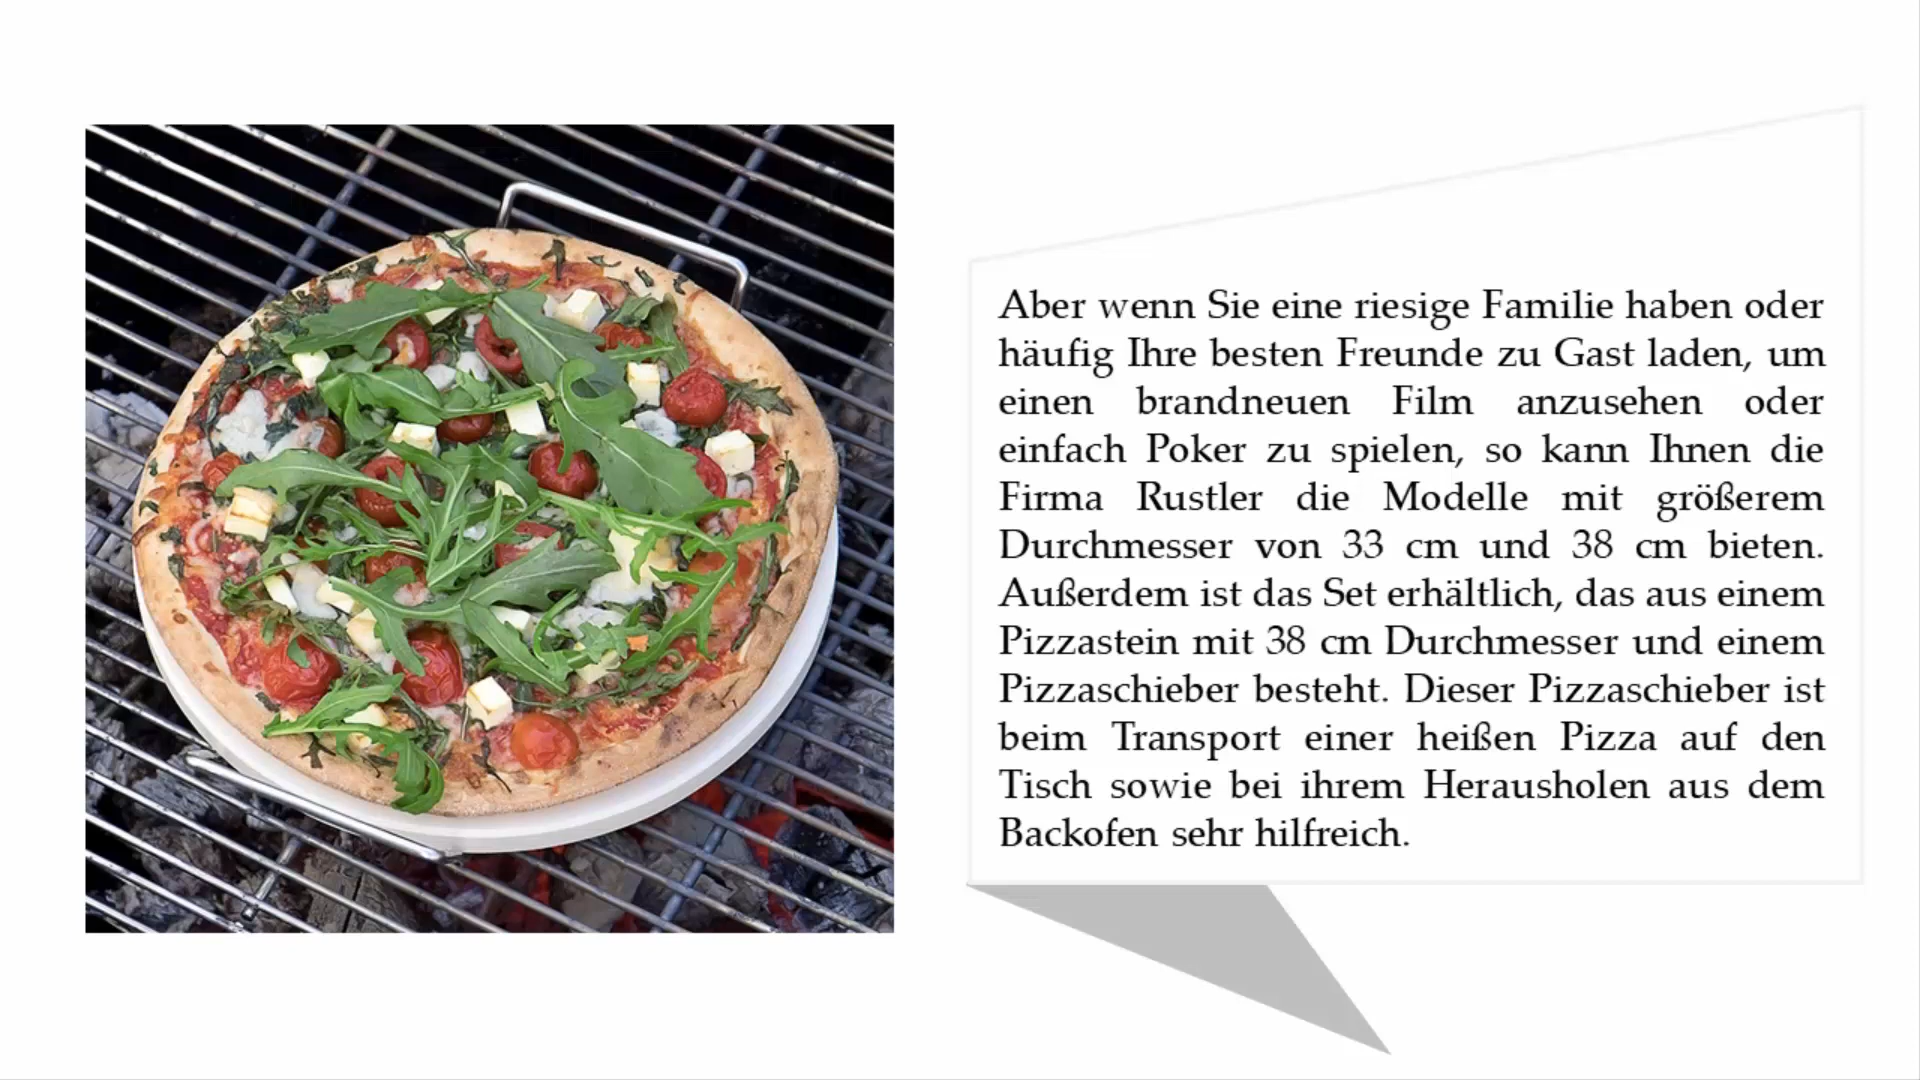 Aber wenn Sie eine riesige Familie haben oder
häufig Ihre besten Freunde zu Gast laden, um
einen brandneuen Film anzusehen oder
einfach Poker zu spielen, so kann Ihnen die
Firma Rustler die Modelle mit größerem
Durchmesser von 33 cm und 38 cm bieten.
Außerdem ist das Set erhältlich, das aus einem
Pizzastein mit 38 cm Durchmesser und einem
Pizzaschieber besteht. Dieser Pizzaschieber ist
beim Transport einer heißen Pizza auf den
Tisch sowie bei ihrem Herausholen aus dem
Backofen sehr hilfreich.